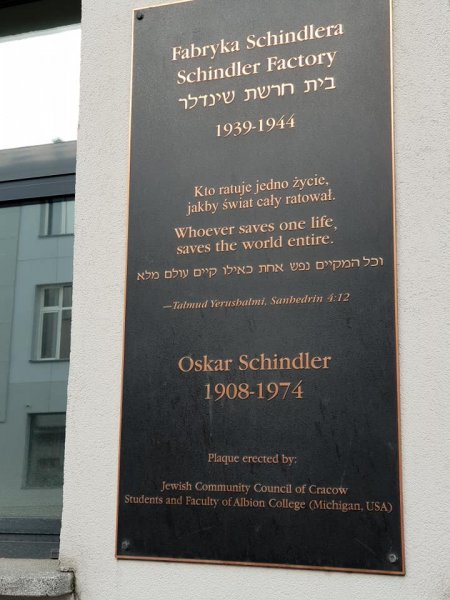 Fabryka Schindlera
Schindler Factory
בית חרשת שינדלר
1939-1944
Kto ratuje jedno życie,
jakby świat cały ratował.
Whoever saves one life,
saves the world entire.
וכל המקיים נפש אחת כאילו קיים עולם מלא
—Talmud Yerushalmi, Sanhedrin 4:12
Oskar Schindler
1908-1974
Plaque erected by:
Jewish Community Council of Cracow
Students and Faculty of Albion College (Michigan, USA)